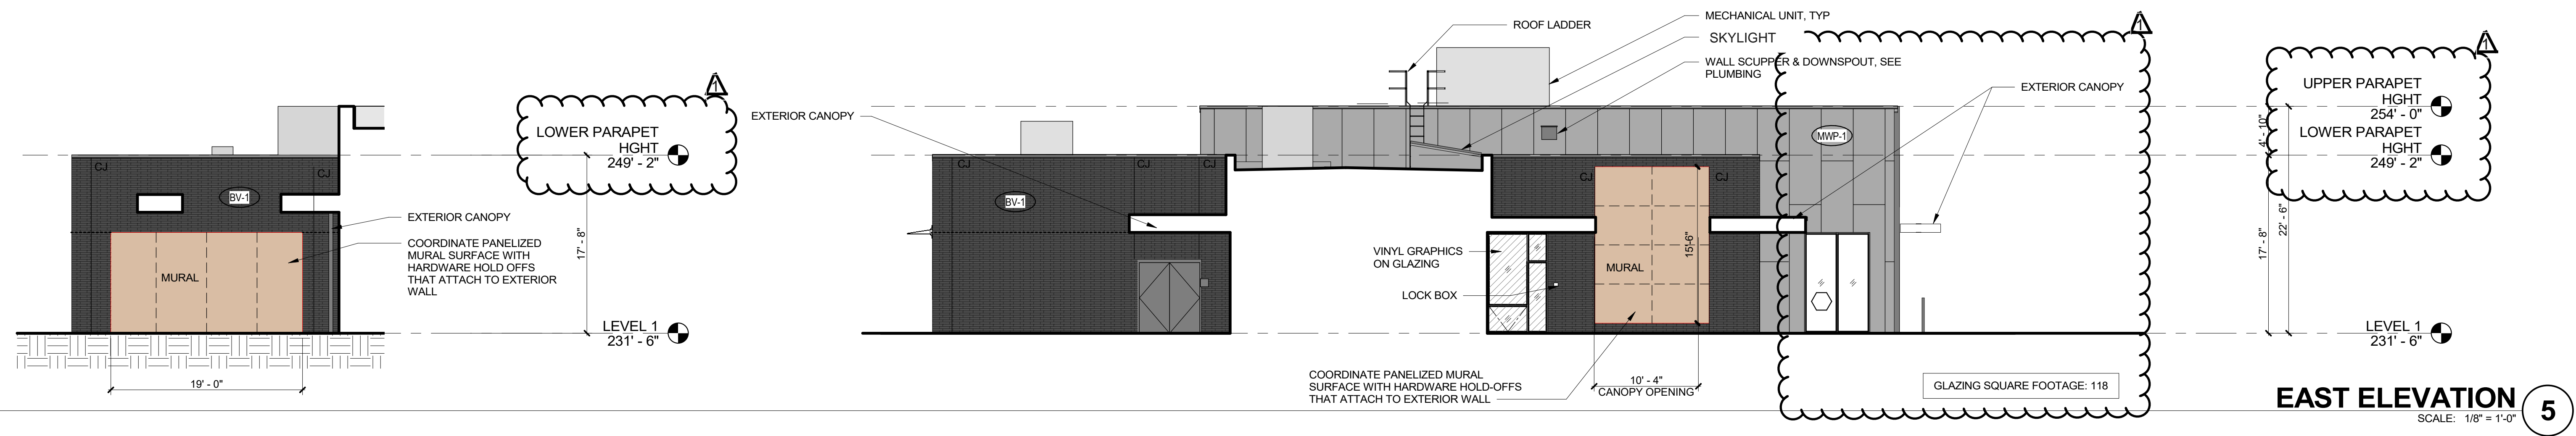 CJ
CJ
BV-1
MURAL
19' - 0"
EXTERIOR CANOPY
COORDINATE PANELIZED
MURAL SURFACE WITH
HARDWARE HOLD OFFS
THAT ATTACH TO EXTERIOR
WALL
1
LOWER PARAPET
HGHT
249' - 2"
17' - 8"
LEVEL 1
231' - 6"
EXTERIOR CANOPY
CJ
CJ
CJ
BV-1
ROOF LADDER
MECHANICAL UNIT, TYP
SKYLIGHT
WALL SCUPPER & DOWNSPOUT, SEE
PLUMBING
VINYL GRAPHICS
ON GLAZING
LOCK BOX
CJ
CJ
MURAL
15'-6"
COORDINATE PANELIZED MURAL
SURFACE WITH HARDWARE HOLD-OFFS
THAT ATTACH TO EXTERIOR WALL
10' - 4"
CANOPY OPENING
MWP-1
EXTERIOR CANOPY
1
GLAZING SQUARE FOOTAGE: 118
1
UPPER PARAPET
HGHT
254' - 0"
LOWER PARAPET
HGHT
249' - 2"
4' - 10"
17' - 8"
22' - 6"
LEVEL 1
231' - 6"
EAST ELEVATION
SCALE: 1/8" = 1'-0"
5